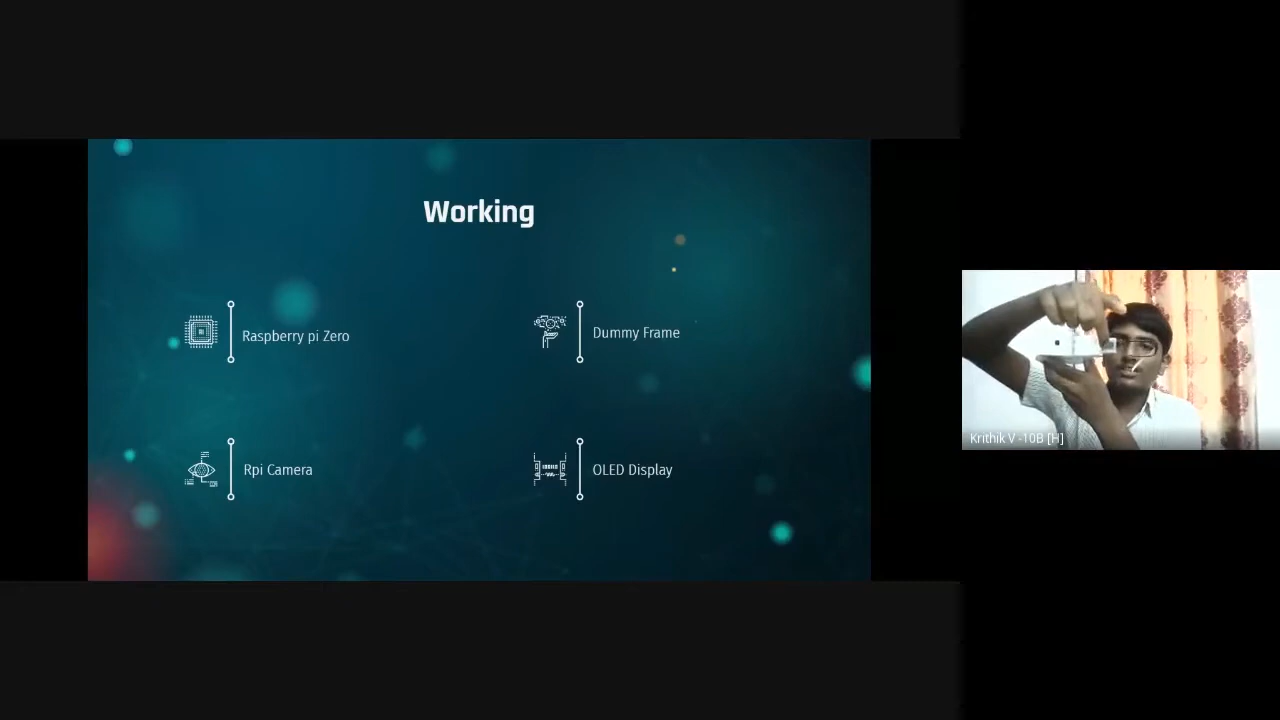 Working
Raspberry pi Zero
Dummy Frame
Rpi Camera
OLED Display
Krithik V -10B [H]